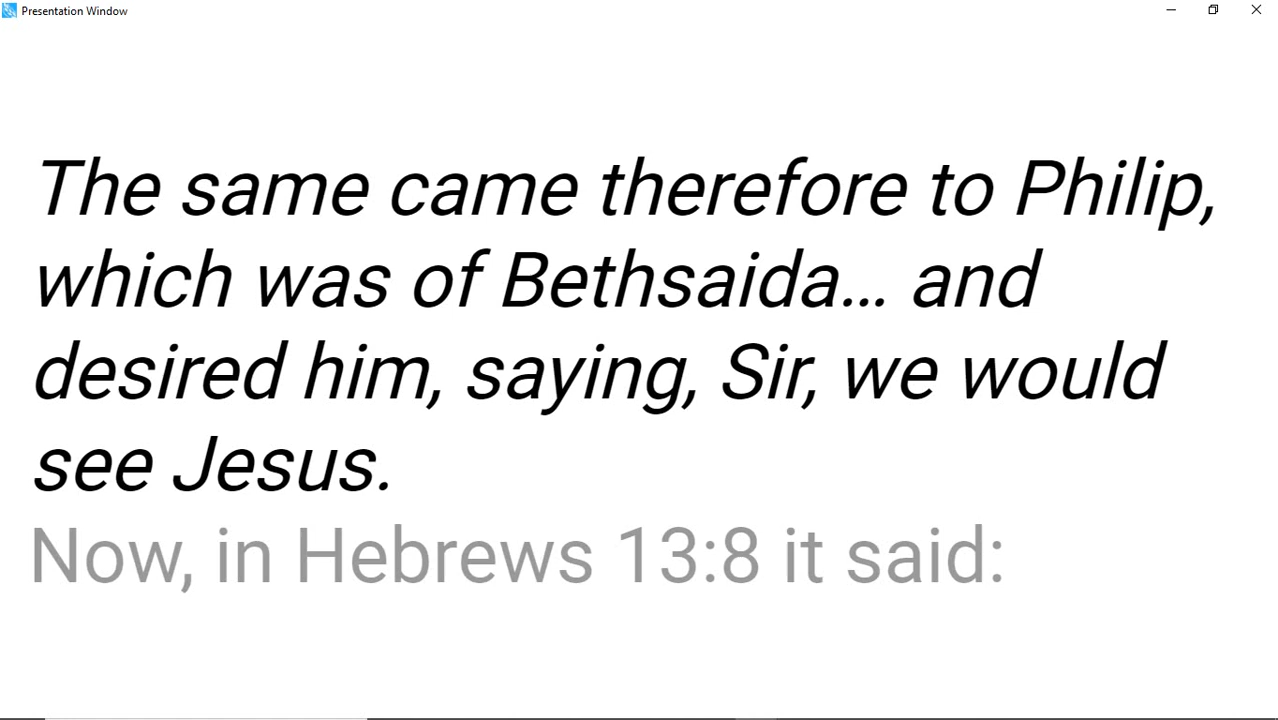 Presentation Window
The same came therefore to Philip,
which was of Bethsaida... and
desired him, saying, Sir, we would
see Jesus.
Now, in Hebrews 13:8 it said: